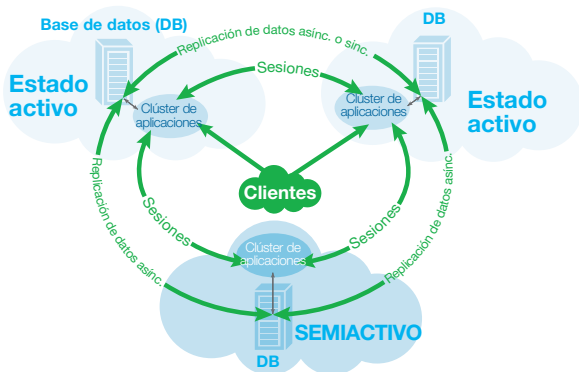 Base de datos (DB)
DB
Replicación de datos asínc. o sínc.
Sesiones
Estado
activo
Clúster de
aplicaciones
Clúster de
aplicaciones
Estado
activo
Clientes
Replicación de datos asínc.
Sesiones
Sesiones
Replicación de datos asínc.
Clúster de
aplicaciones
SEMIACTIVO
DB